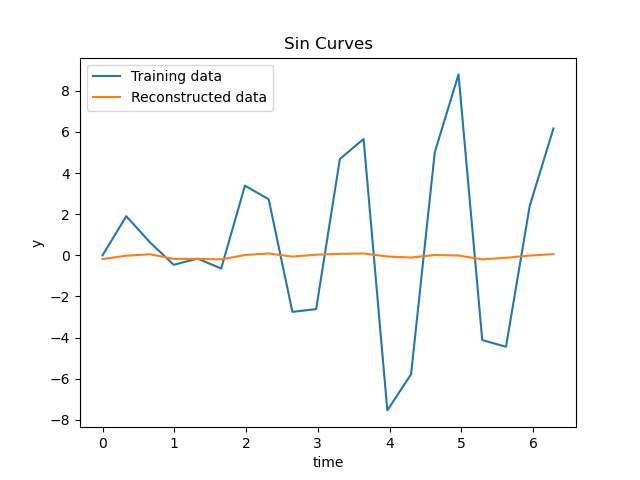 Sin Curves
Training data
Reconstructed data
8
6
4
2
0
−2
−4
−6
−8
y
0 1 2 3 4 5 6
time